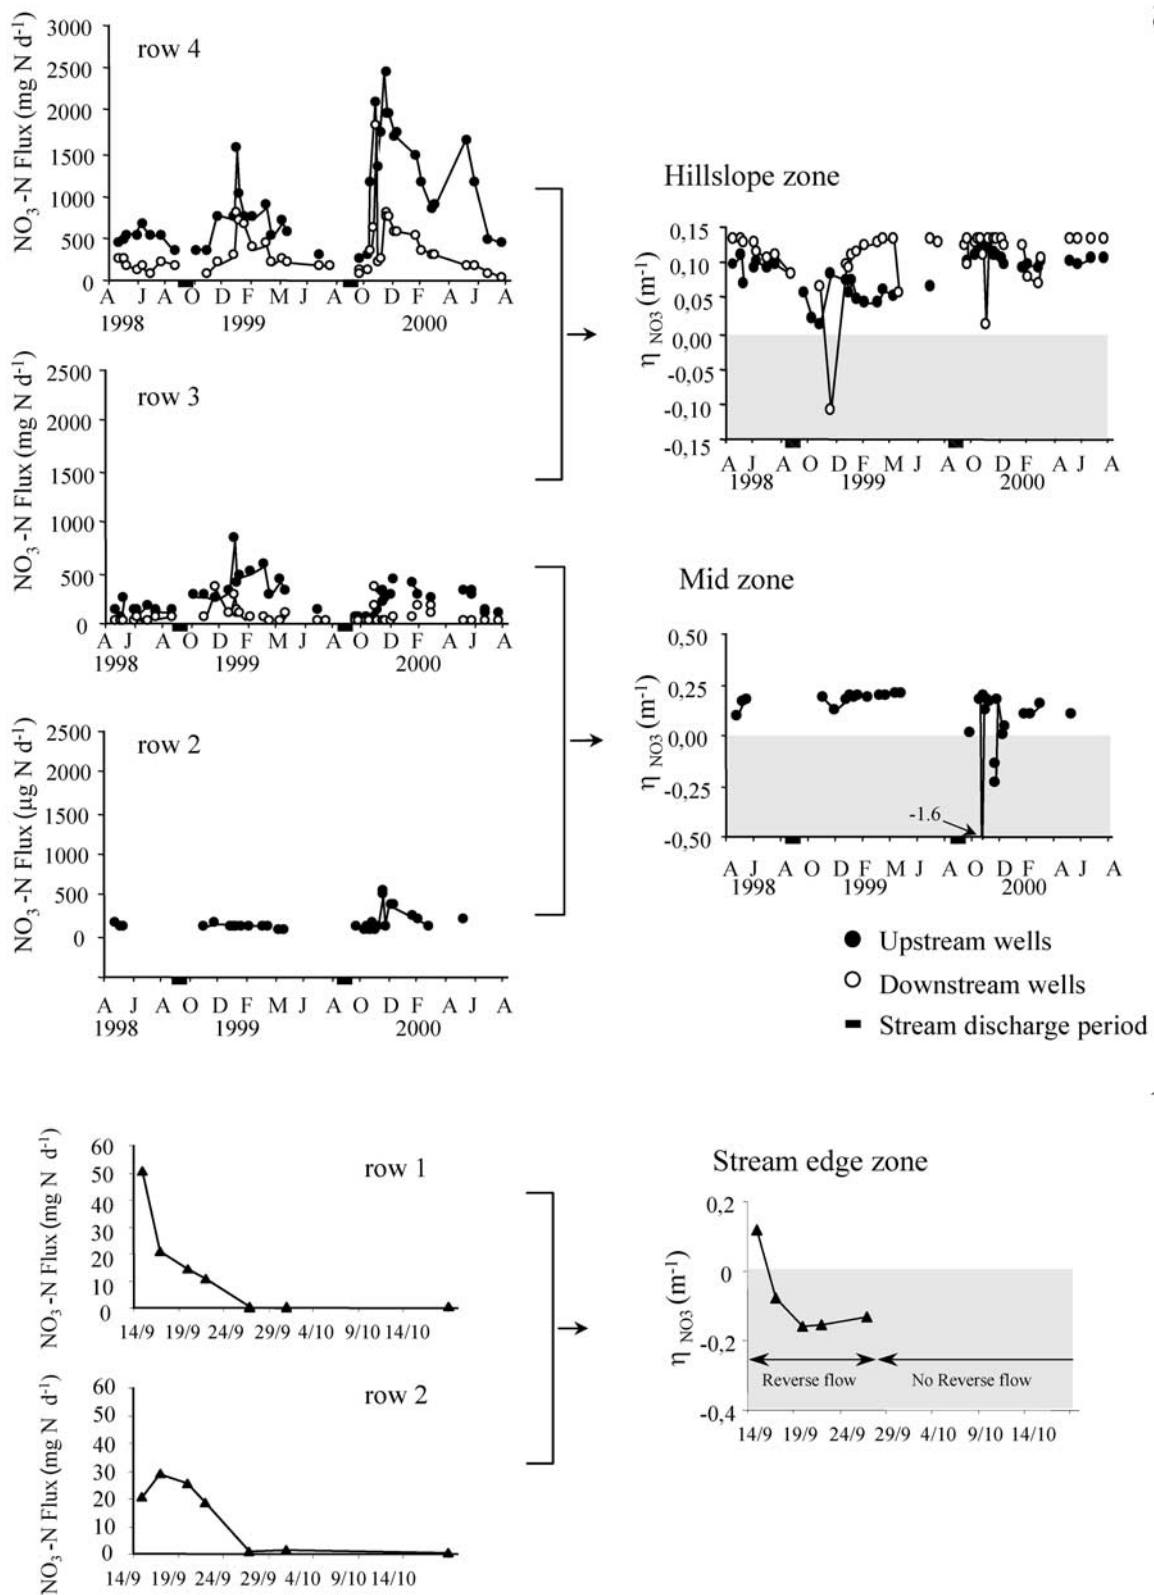 row 4
NO3 -N Flux (mg N d-1)
3000
2500
2000
1500
1000
500
0
A J A O D F M J A O D F A J A
1998 1999 2000
row 3
NO3 -N Flux (mg N d-1)
2500
2000
1500
1000
500
0
A J A O D F M J A O D F A J A
1998 1999 2000
row 2
NO3 -N Flux (µg N d-1)
2500
2000
1500
1000
500
0
A J A O D F M J A O D F A J A
1998 1999 2000
Hillslope zone
η NO3 (m-1)
0,15
0,10
0,05
0,00
-0,05
-0,10
-0,15
A J A O D F M J A O D F A J A
1998 1999 2000
Mid zone
η NO3 (m-1)
0,50
0,25
0,00
-0,25
-0,50
-1.6
A J A O D F M J A O D F A J A
1998 1999 2000
Upstream wells
Downstream wells
Stream discharge period
row 1
NO3 -N Flux (mg N d-1)
60
50
40
30
20
10
0
14/9 19/9 24/9 29/9 4/10 9/10 14/10
row 2
NO3 -N Flux (mg N d-1)
60
50
40
30
20
10
0
14/9 19/9 24/9 29/9 4/10 9/10 14/10
Stream edge zone
η NO3 (m-1)
0,2
0
-0,2
-0,4
Reverse flow
No Reverse flow
14/9 19/9 24/9 29/9 4/10 9/10 14/10